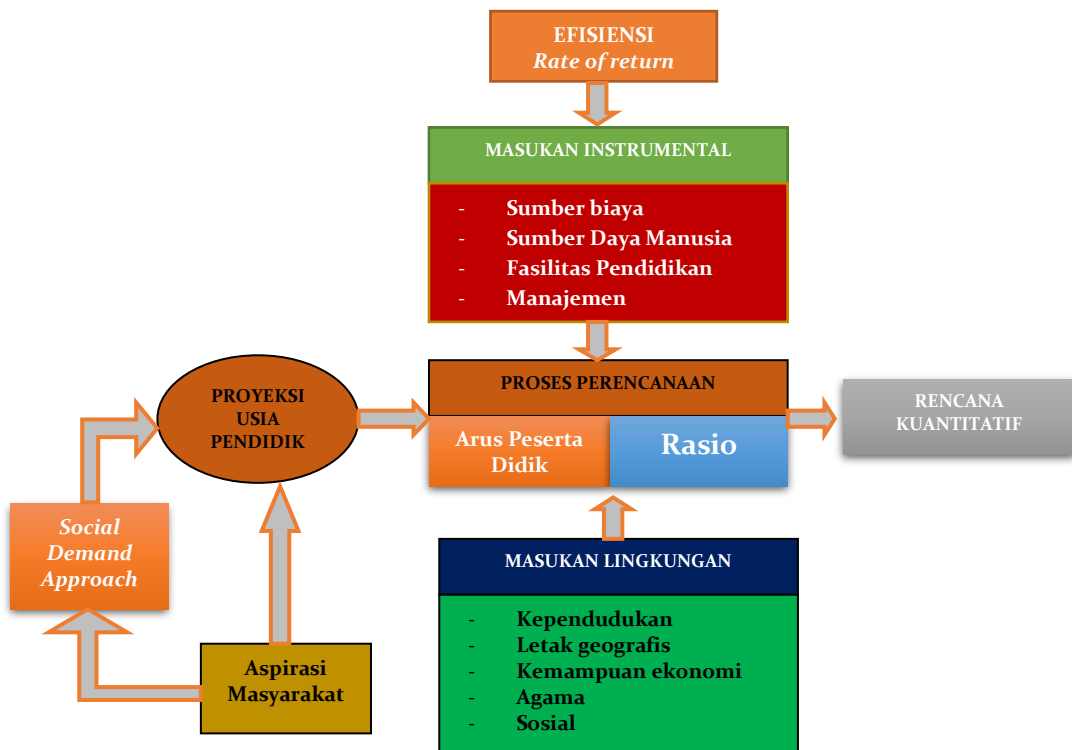 EFISIENSI
Rate of return
MASUKAN INSTRUMENTAL
- Sumber biaya
- Sumber Daya Manusia
- Fasilitas Pendidikan
- Manajemen
PROYEKSI
USIA
PENDIDIK
PROSES PERENCANAAN
Arus Peserta
Didik
Rasio
RENCANA
KUANTITATIF
Social
Demand
Approach
Aspirasi
Masyarakat
MASUKAN LINGKUNGAN
- Kependudukan
- Letak geografis
- Kemampuan ekonomi
- Agama
- Sosial